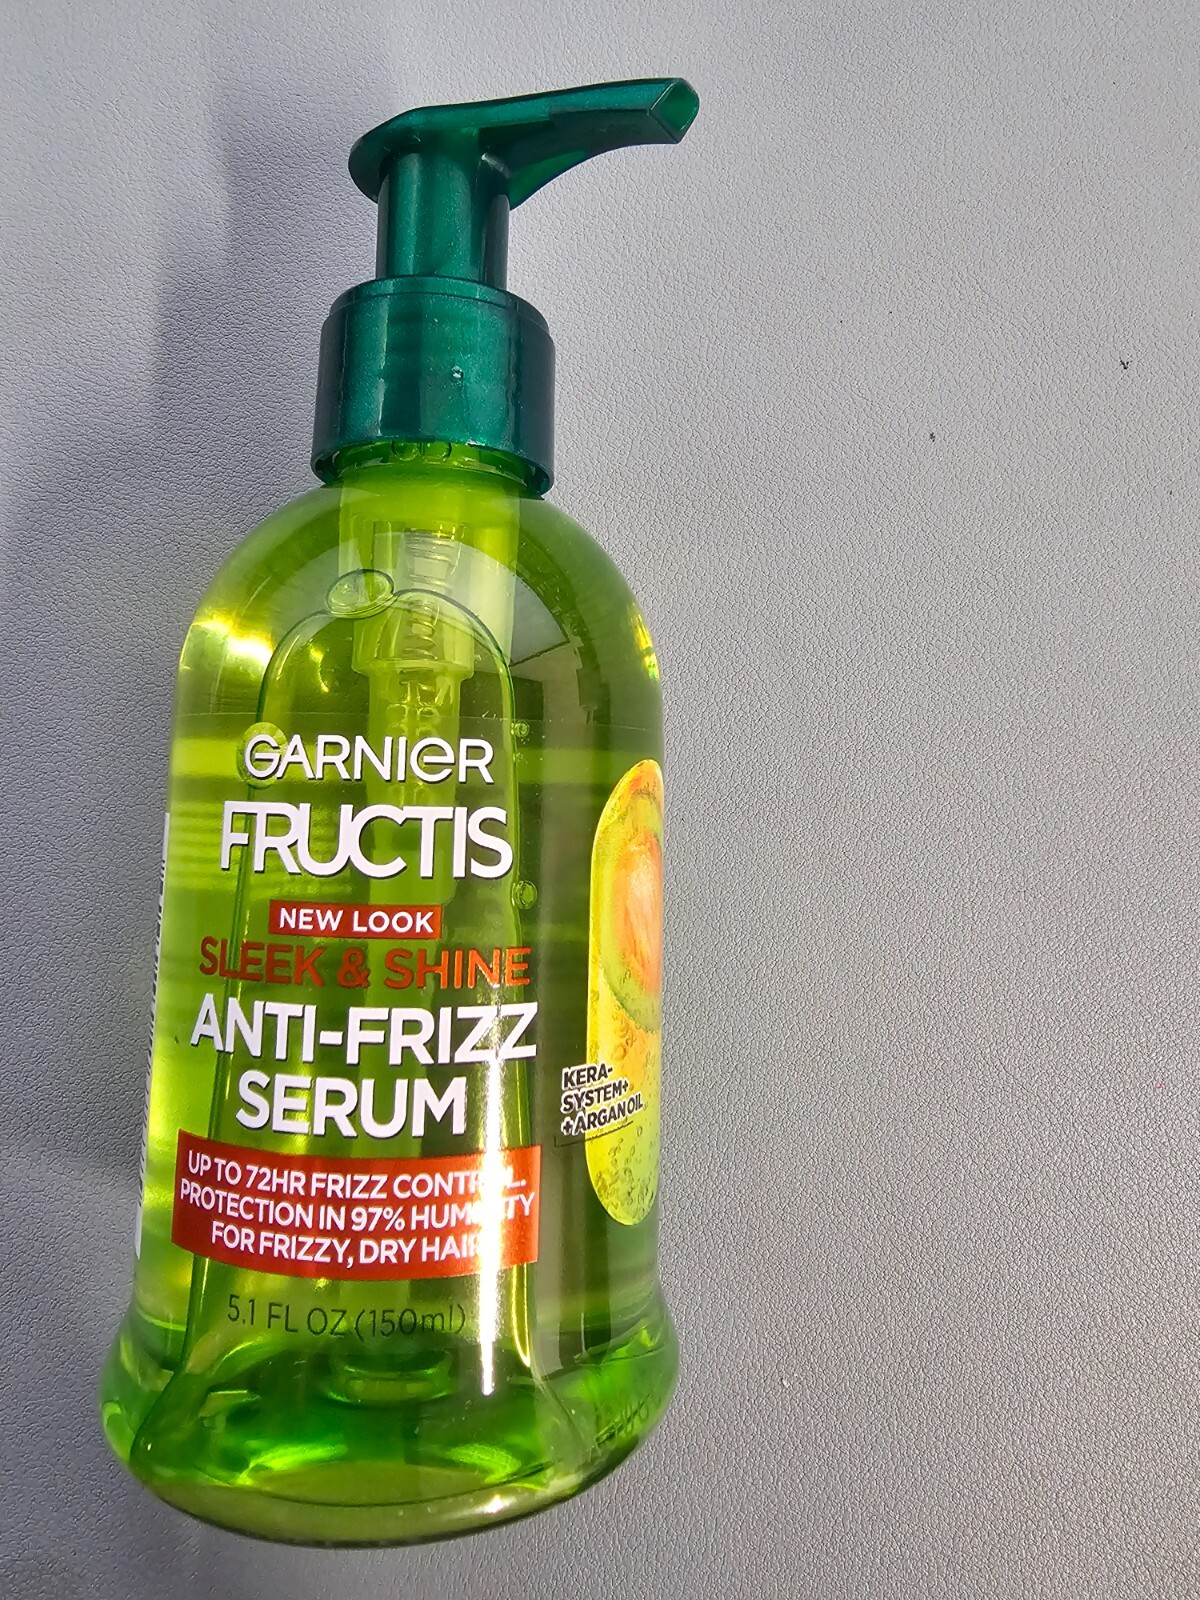 GARNIER
FRUCTIS
NEW LOOK
SLEEK & SHINE
ANTI-FRIZZ
SERUM
UP TO 72HR FRIZZ CONTROL.
PROTECTION IN 97% HUMIDITY
FOR FRIZZY, DRY HAIR
5.1 FL OZ (150ml)
KERA-
SYSTEM+
+ARGAN OIL